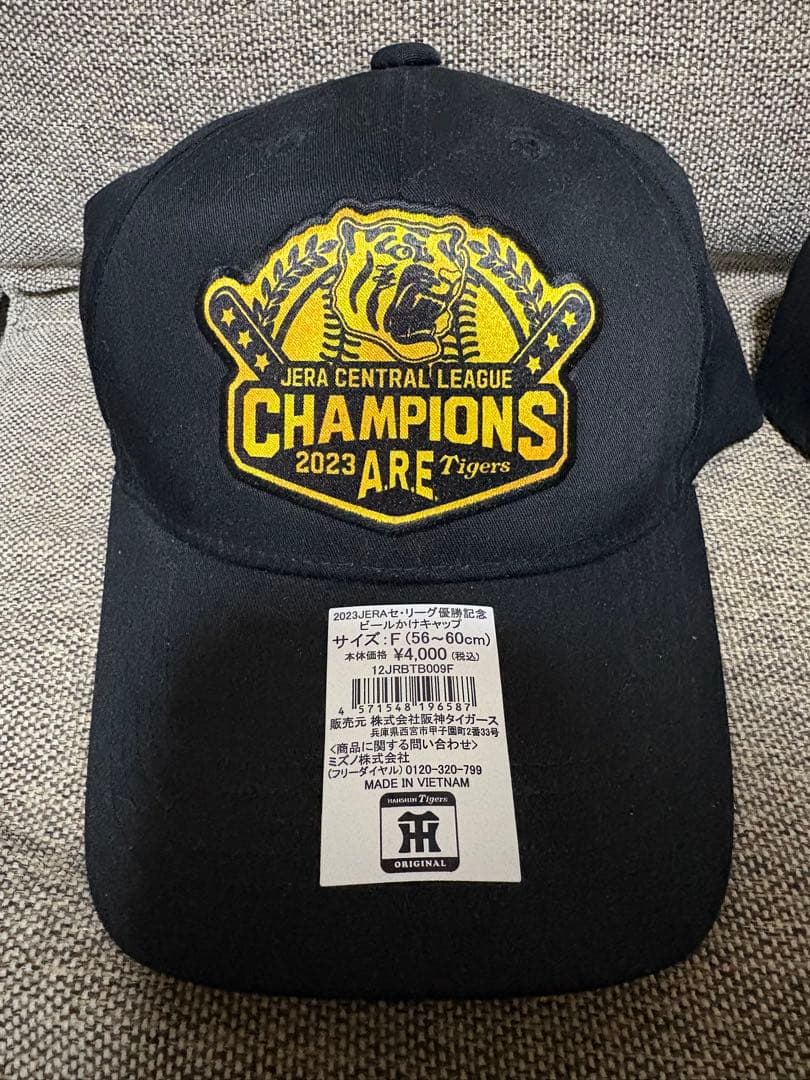 JERA CENTRAL LEAGUE
CHAMPIONS
2023 A.R.E. Tigers
2023JERAセ・リーグ優勝記念
ビールかけキャップ
サイズ:F(56~60cm)
本体価格 ¥4,000(税込)
12JRBTB009F
4 571548 196587
販売元 株式会社阪神タイガース
兵庫県西宮市甲子園町2番33号
<商品に関する問い合わせ>
ミズノ株式会社
(フリーダイヤル)0120-320-799
MADE IN VIETNAM
HANSHIN Tigers
TH
ORIGINAL